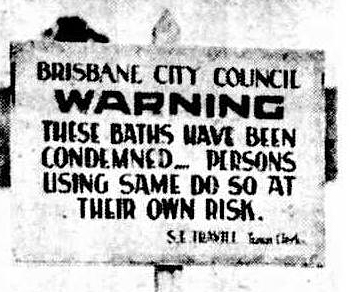 BRISBANE CITY COUNCIL
WARNING
THESE BATHS HAVE BEEN
CONDEMNED... PERSONS
USING SAME DO SO AT
THEIR OWN RISK.
Town Clerk